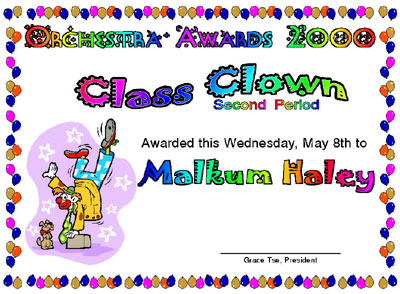 Orchestra Awards 2000
Class Clown
Second Period
Awarded this Wednesday, May 8th to
Malkum Haley
Grace Tse, President